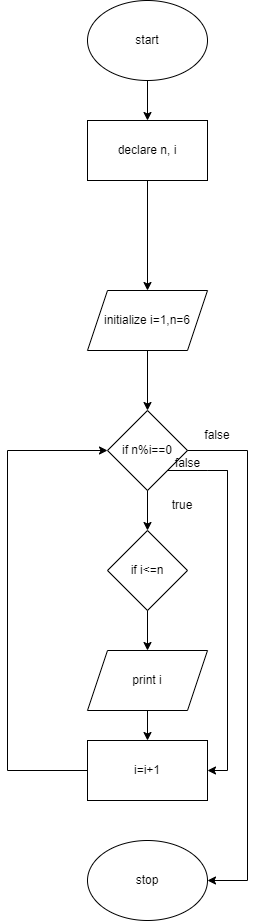 start
declare n, i
initialize i=1,n=6
if n%i==0
false
false
true
if i<=n
print i
i=i+1
stop